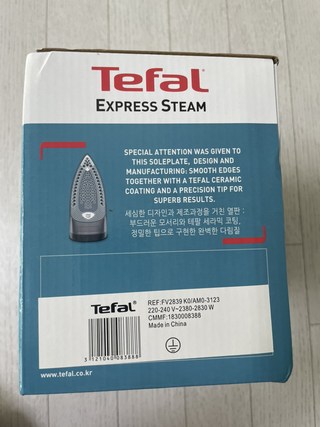 Tefal
EXPRESS STEAM
SPECIAL ATTENTION WAS GIVEN TO
THIS SOLEPLATE, DESIGN AND
MANUFACTURING: SMOOTH EDGES
TOGETHER WITH A TEFAL CERAMIC
COATING AND A PRECISION TIP FOR
SUPERB RESULTS.
세심한 디자인과 제조과정을 거친 열판 :
부드러운 모서리와 테팔 세라믹 코팅,
정밀한 팁으로 구현한 완벽한 다림질
Tefal
REF:FV2839 K0/AM0-3123
220-240 V~2380-2830 W
CMMF:1830008388
Made in China
3 121040 083888
www.tefal.co.kr